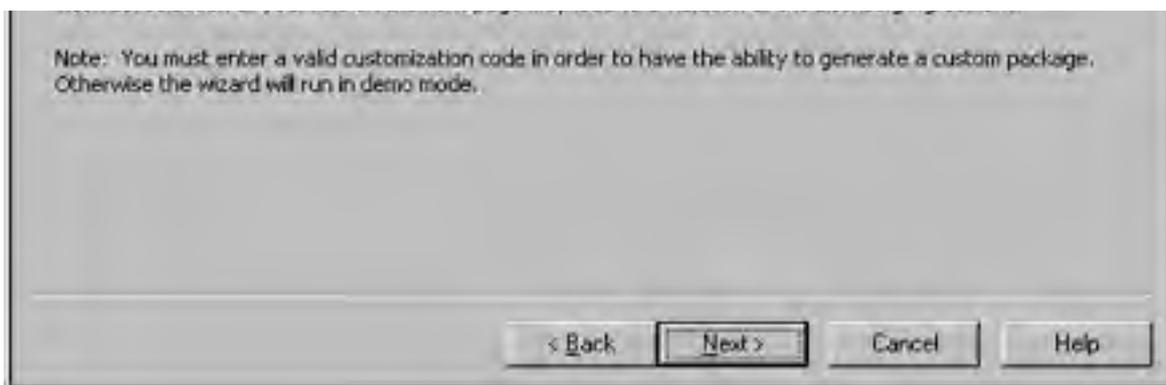 Note: You must enter a valid customization code in order to have the ability to generate a custom package.
Otherwise the wizard will run in demo mode.
< Back Next > Cancel Help